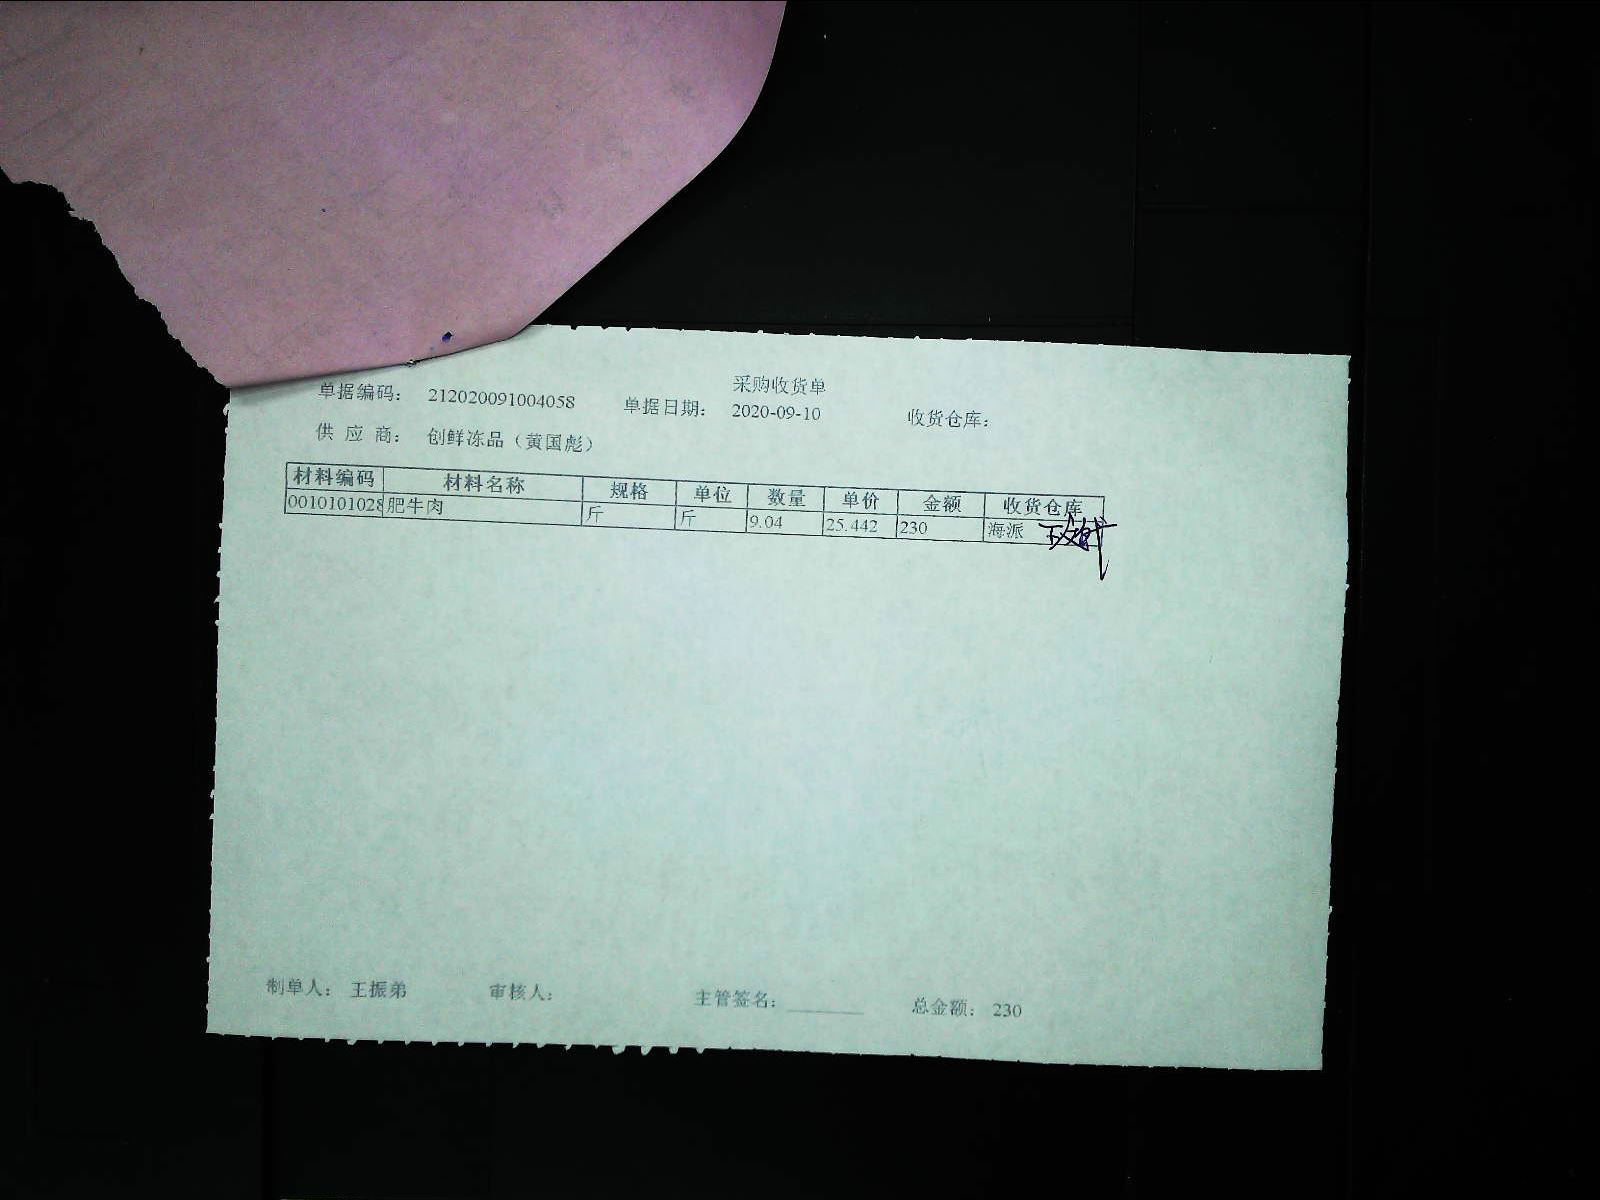 采购收货单
单据编码： 212020091004058 单据日期： 2020-09-10 收货仓库：
供 应 商： 创鲜冻品（黄国彪）
材料编码 材料名称 规格 单位 数量 单价 金额 收货仓库
0010101028 肥牛肉 斤 斤 9.04 25.442 230 海派
制单人： 王振弟 审核人： 主管签名：______ 总金额： 230